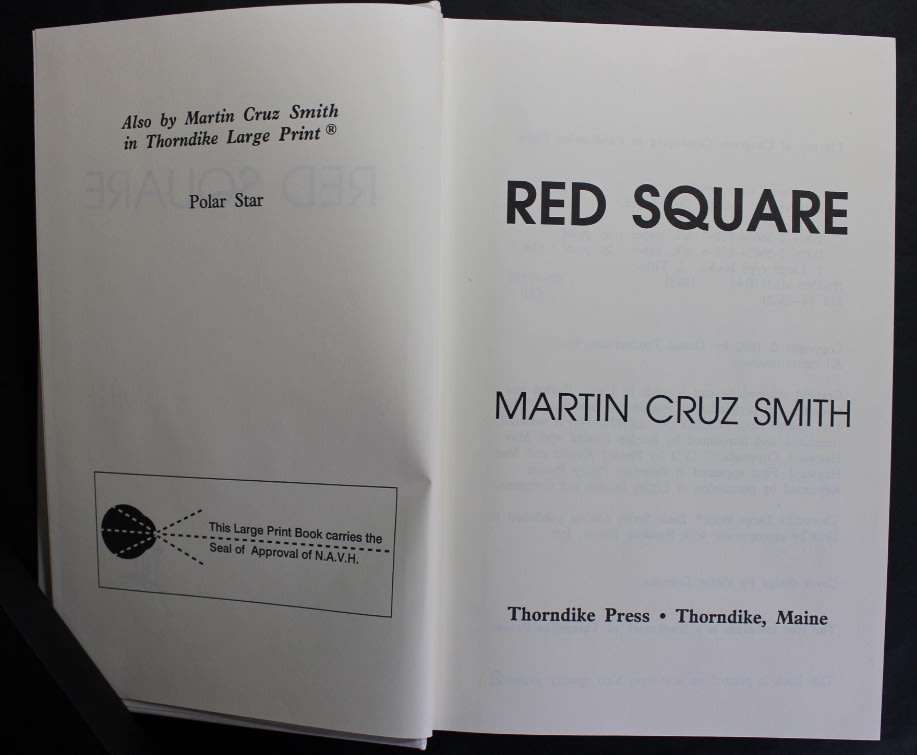 Also by Martin Cruz Smith
in Thorndike Large Print®
Polar Star
This Large Print Book carries the
Seal of Approval of N.A.V.H.
RED SQUARE
MARTIN CRUZ SMITH
Thorndike Press • Thorndike, Maine